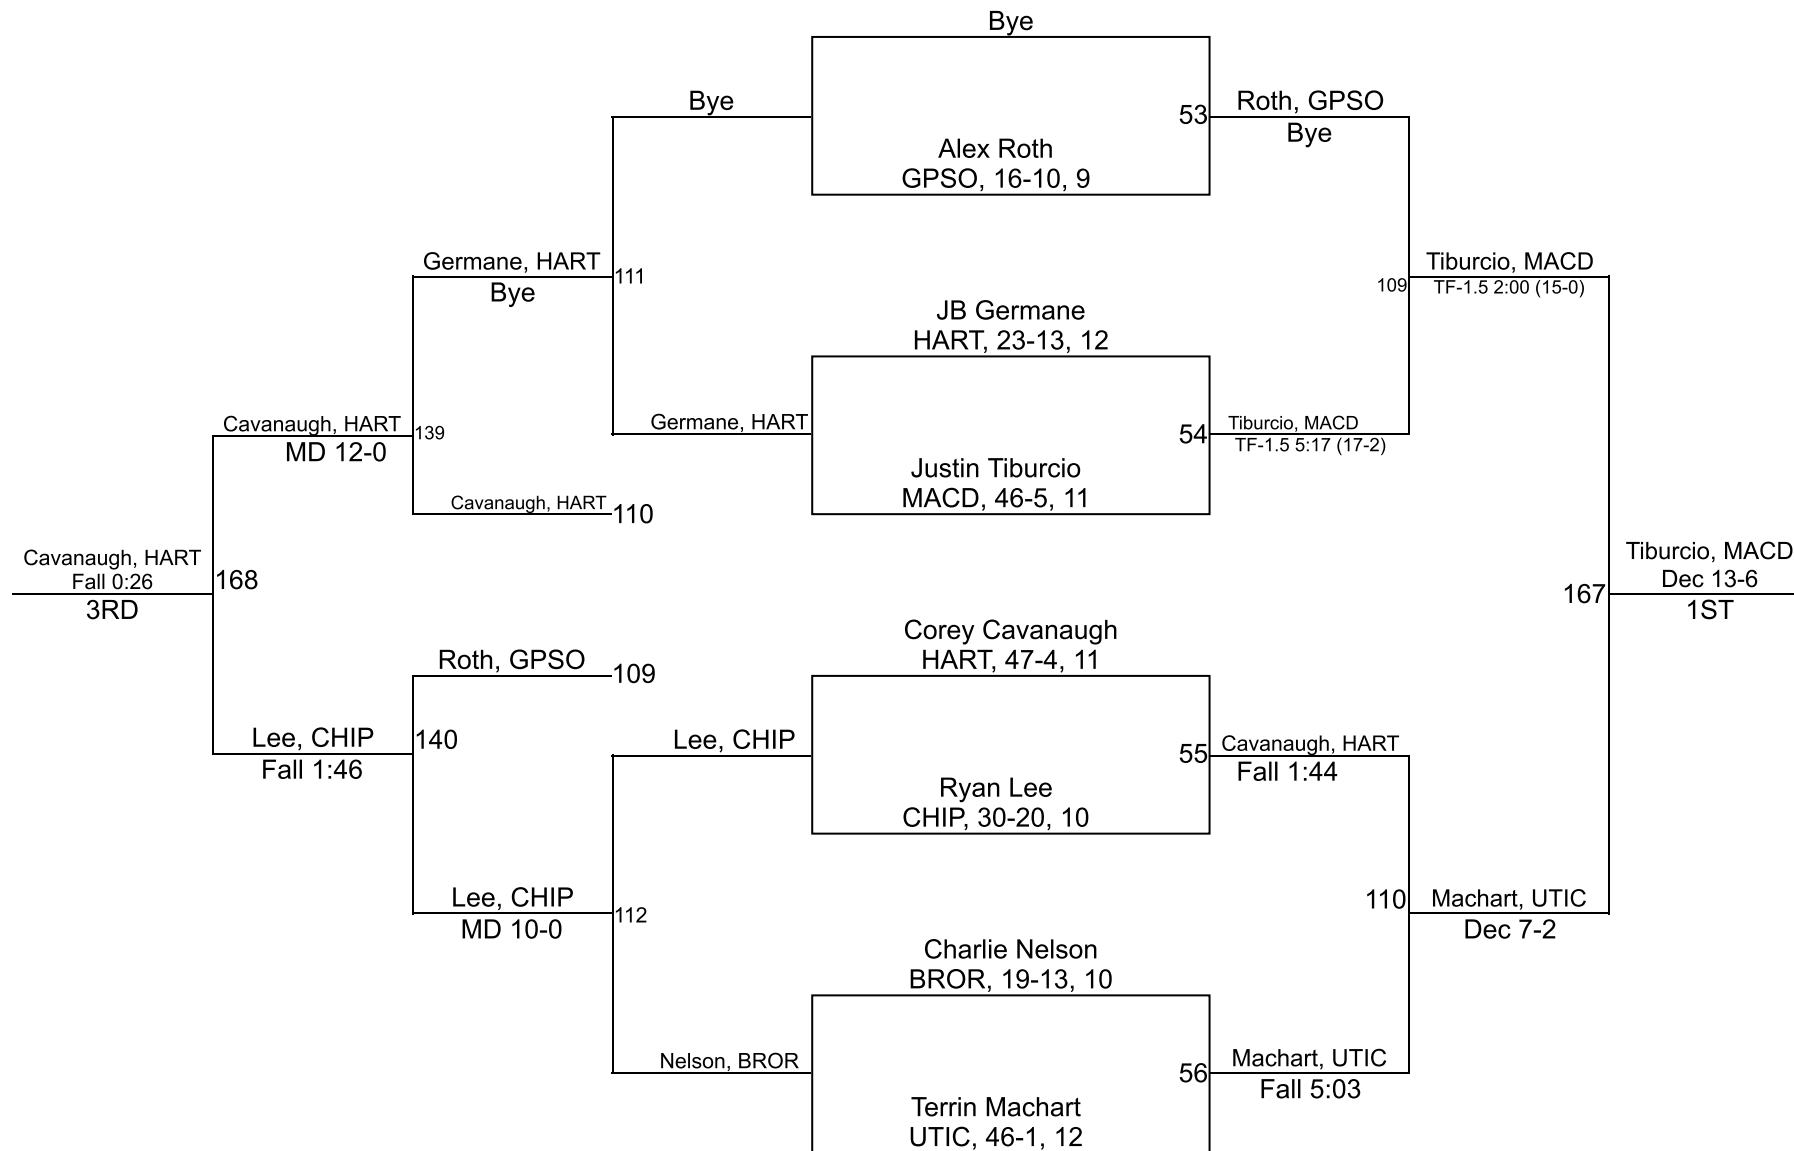 Bye
Bye
53
Roth, GPSO
Bye
Alex Roth
GPSO, 16-10, 9
Germane, HART
Bye
111
109
Tiburcio, MACD
TF-1.5 2:00 (15-0)
JB Germane
HART, 23-13, 12
Cavanaugh, HART
MD 12-0
139
Germane, HART
54
Tiburcio, MACD
TF-1.5 5:17 (17-2)
Justin Tiburcio
MACD, 46-5, 11
Cavanaugh, HART
110
Cavanaugh, HART
Fall 0:26
3RD
168
167
Tiburcio, MACD
Dec 13-6
1ST
Corey Cavanaugh
HART, 47-4, 11
Roth, GPSO
109
Lee, CHIP
Fall 1:46
140
Lee, CHIP
55
Cavanaugh, HART
Fall 1:44
Ryan Lee
CHIP, 30-20, 10
Lee, CHIP
MD 10-0
112
110
Machart, UTIC
Dec 7-2
Charlie Nelson
BROR, 19-13, 10
Nelson, BROR
56
Machart, UTIC
Fall 5:03
Terrin Machart
UTIC, 46-1, 12